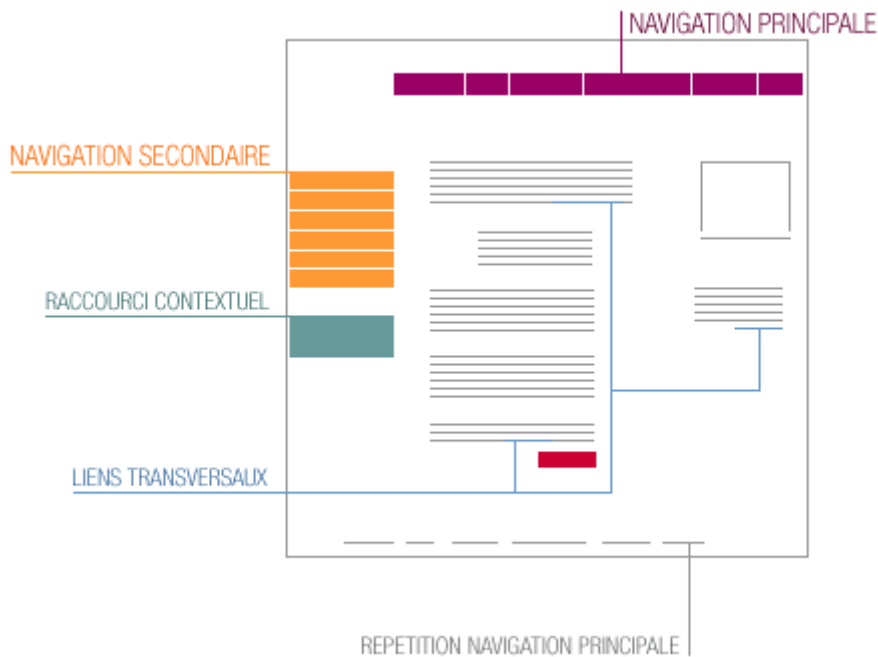 NAVIGATION PRINCIPALE
NAVIGATION SECONDAIRE
RACCOURCI CONTEXTUEL
LIENS TRANSVERSAUX
REPETITION NAVIGATION PRINCIPALE